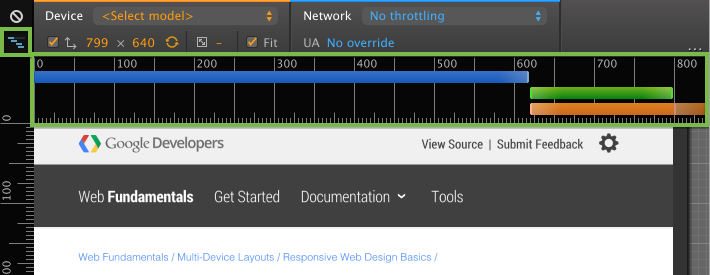 Device <Select model> Network No throttling
799 × 640 – Fit UA No override ...
0 100 200 300 400 500 600 700 800
0
Google Developers View Source | Submit Feedback
100
Web Fundamentals Get Started Documentation Tools
Web Fundamentals / Multi-Device Layouts / Responsive Web Design Basics /